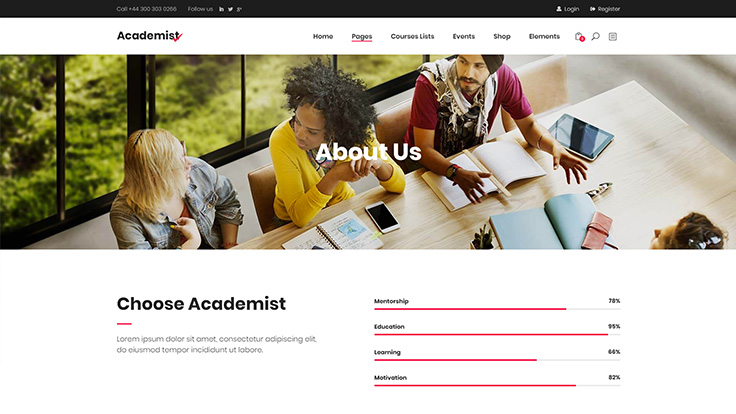 Call +44 300 303 0266 Follow us Login Register
Academist Home Pages Courses Lists Events Shop Elements
About Us
Choose Academist
Lorem ipsum dolor sit amet, consectetur adipiscing elit,
do eiusmod tempor incididunt ut labore.
Mentorship 78%
Education 95%
Learning 66%
Motivation 82%